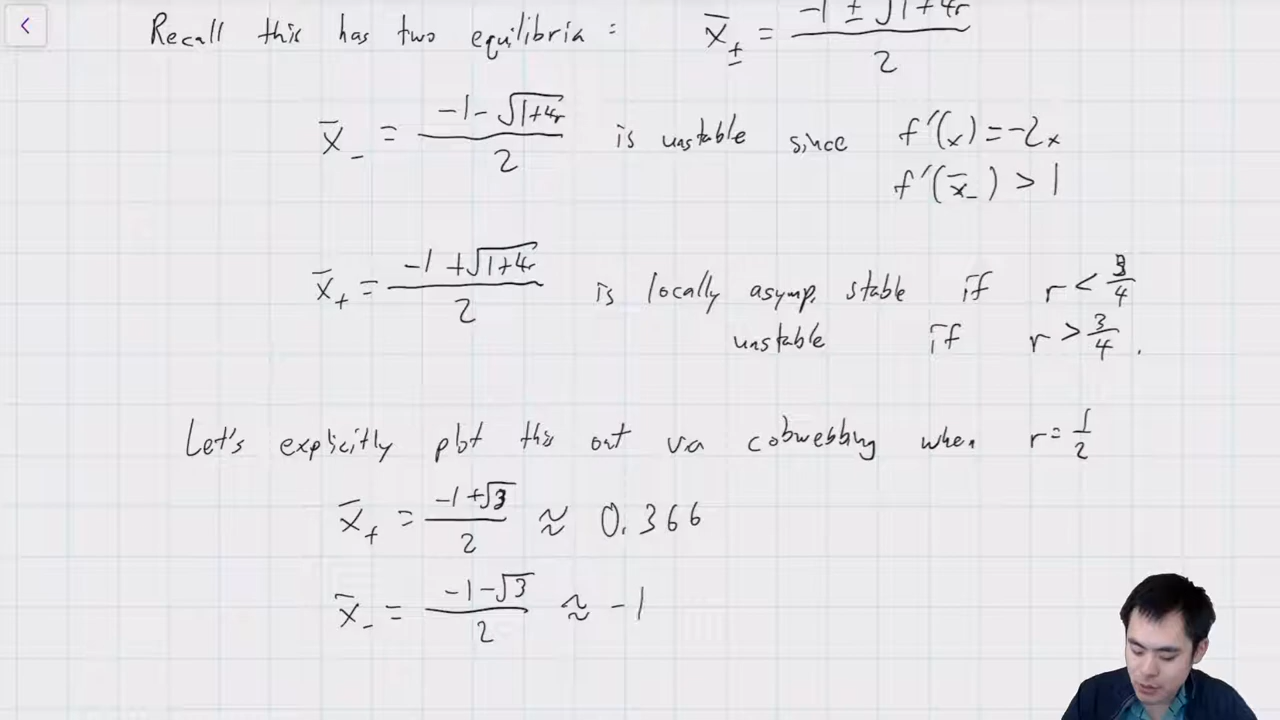 Recall this has two equilibria : x̄± = (-1 ± √(1+4r))/2
x̄₋ = (-1 - √(1+4r))/2 is unstable since f'(x) = -2x
f'(x̄₋) > 1
x̄₊ = (-1 + √(1+4r))/2 is locally asymp. stable if r < 3/4
unstable if r > 3/4 .
Let's explicitly plot this out via cobwebbing when r = 1/2
x̄₊ = (-1 + √3)/2 ≈ 0.366
x̄₋ = (-1 - √3)/2 ≈ -1